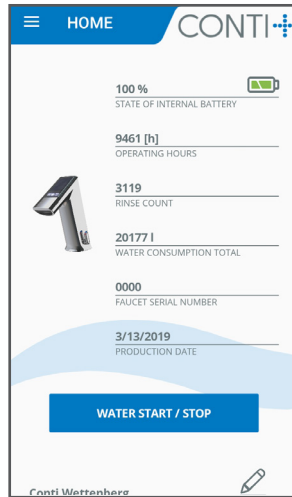 HOME
CONTI+
100 %
STATE OF INTERNAL BATTERY
9461 [h]
OPERATING HOURS
3119
RINSE COUNT
20177 l
WATER CONSUMPTION TOTAL
0000
FAUCET SERIAL NUMBER
3/13/2019
PRODUCTION DATE
WATER START / STOP
Conti Wettenberg